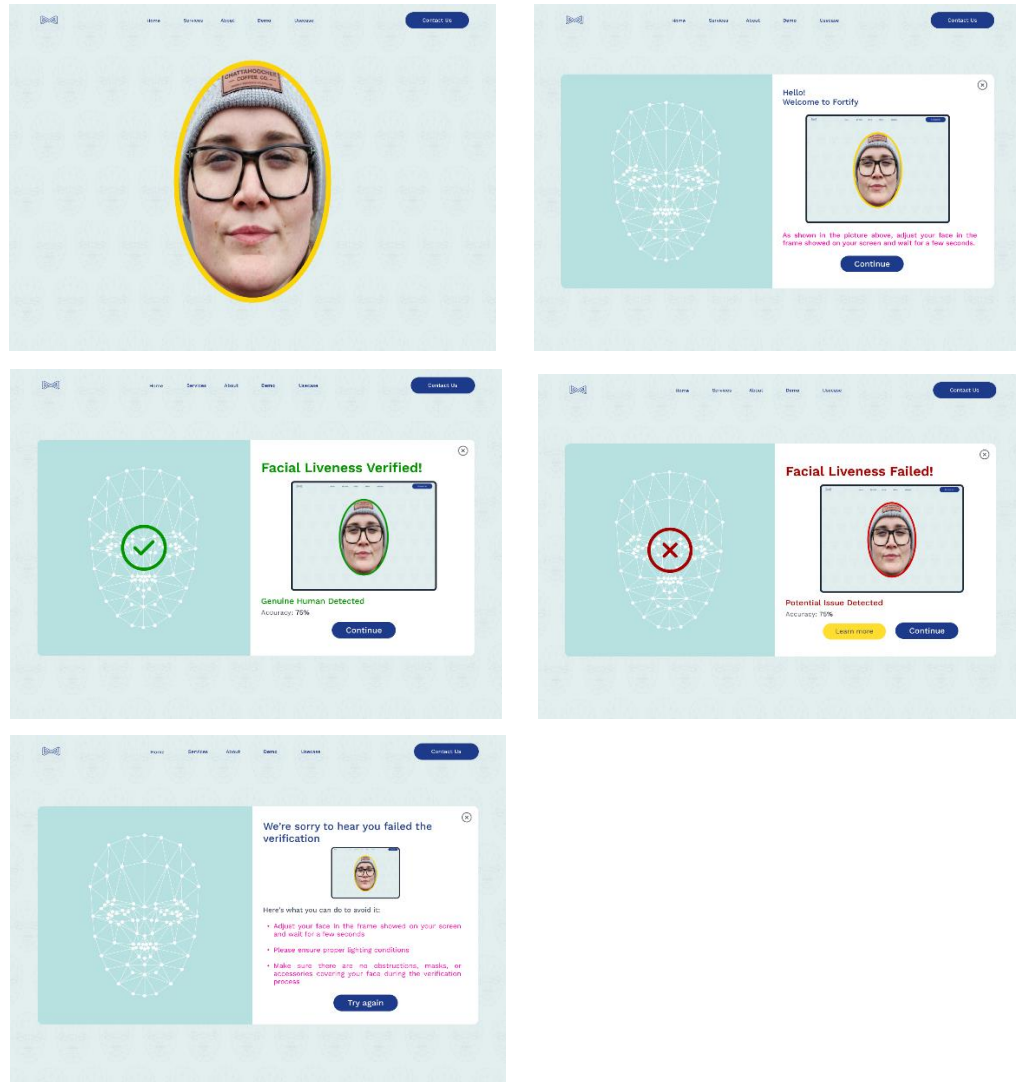 Home Services About Demo Usecase Contact Us
CHATTAHOOCHEE
COFFEE CO.
Home Services About Demo Usecase Contact Us
Hello!
Welcome to Fortify
As shown in the picture above, adjust your face in the
frame showed on your screen and wait for a few seconds.
Continue
Home Services About Demo Usecase Contact Us
Facial Liveness Verified!
Genuine Human Detected
Accuracy: 75%
Continue
Home Services About Demo Usecase Contact Us
Facial Liveness Failed!
Potential Issue Detected
Accuracy: 75%
Learn more Continue
Home Services About Demo Usecase Contact Us
We're sorry to hear you failed the
verification
Here's what you can do to avoid it:
• Adjust your face in the frame showed on your screen
and wait for a few seconds
• Please ensure proper lighting conditions
• Make sure there are no obstructions, masks, or
accessories covering your face during the verification
process
Try again